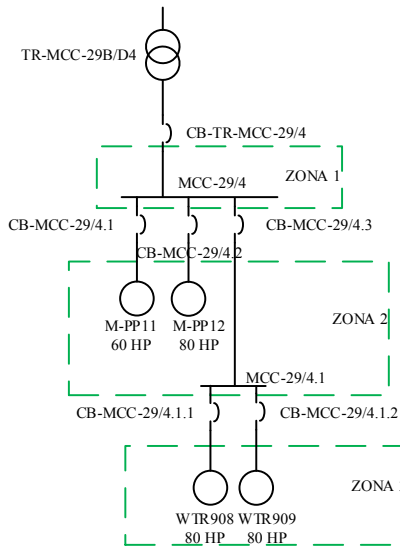 TR-MCC-29B/D4
CB-TR-MCC-29/4
ZONA 1
MCC-29/4
CB-MCC-29/4.1
CB-MCC-29/4.3
CB-MCC-29/4.2
M-PP11
60 HP
M-PP12
80 HP
ZONA 2
MCC-29/4.1
CB-MCC-29/4.1.1
CB-MCC-29/4.1.2
ZONA
WTR908
80 HP
WTR909
80 HP